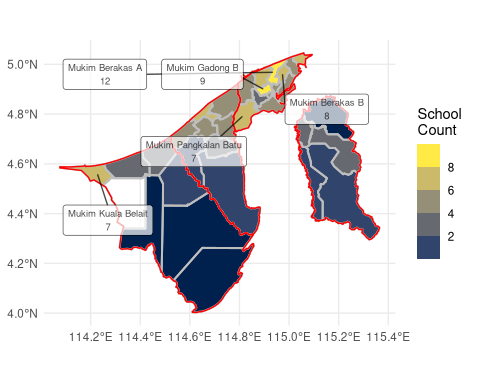 Mukim Berakas A
12
Mukim Gadong B
9
Mukim Berakas B
8
Mukim Pangkalan Batu
7
Mukim Kuala Belait
7
5.0°N
4.8°N
4.6°N
4.4°N
4.2°N
4.0°N
114.2°E
114.4°E
114.6°E
114.8°E
115.0°E
115.2°E
115.4°E
School
Count
8
6
4
2